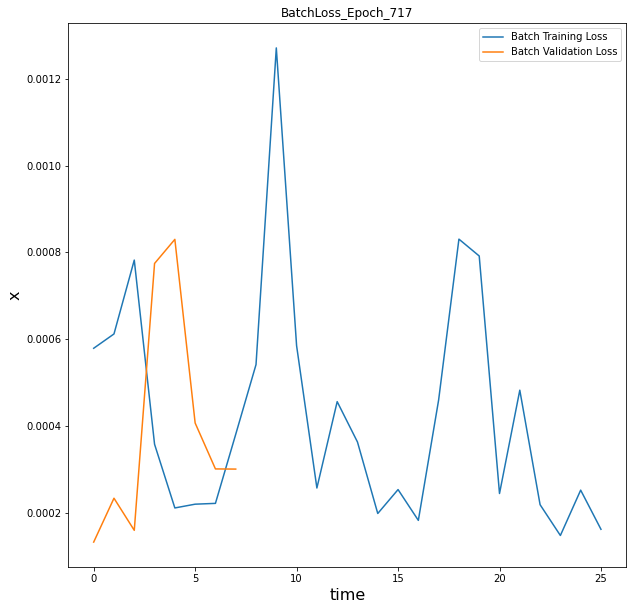 BatchLoss_Epoch_717
Batch Training Loss
Batch Validation Loss
0.0012
0.0010
0.0008
0.0006
0.0004
0.0002
x
0 5 10 15 20 25
time